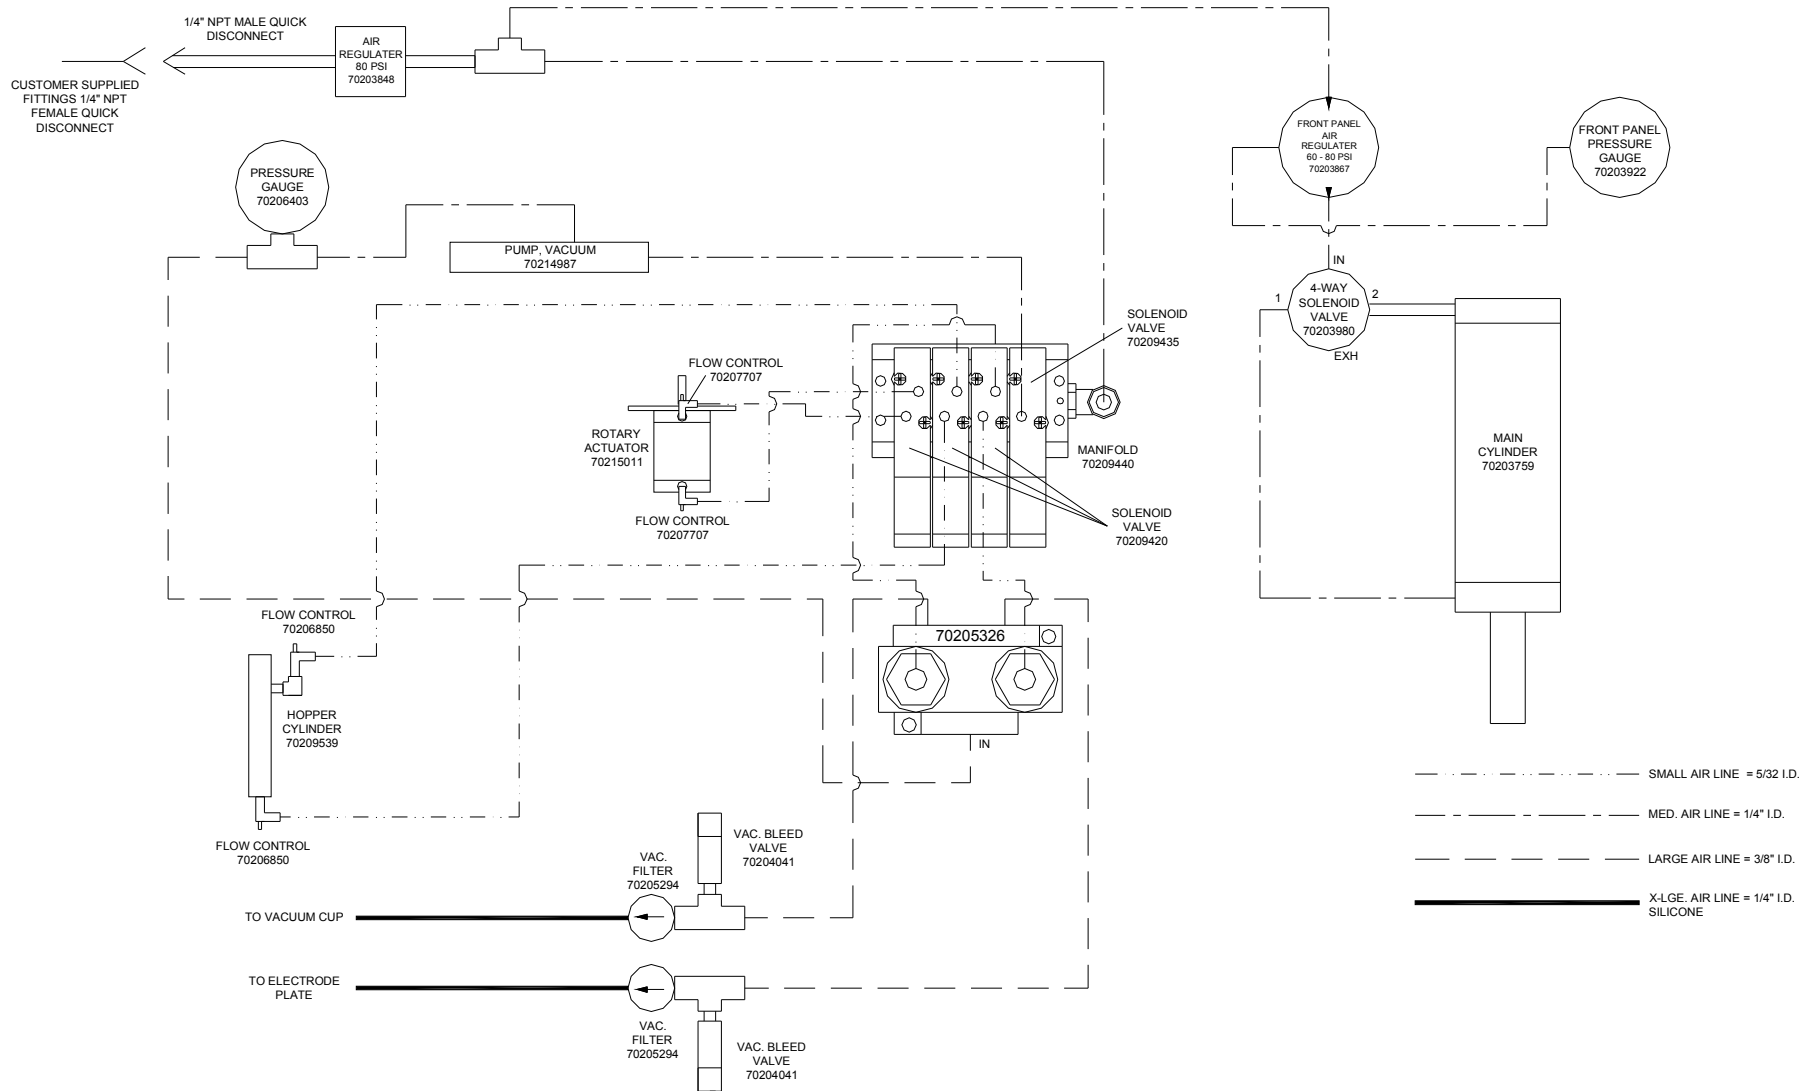 1/4" NPT MALE QUICK
DISCONNECT
AIR
REGULATER
80 PSI
70203848
CUSTOMER SUPPLIED
FITTINGS 1/4" NPT
FEMALE QUICK
DISCONNECT
FRONT PANEL
AIR
REGULATER
60 - 80 PSI
70203867
FRONT PANEL
PRESSURE
GAUGE
70203922
PRESSURE
GAUGE
70206403
PUMP, VACUUM
70214987
IN
1
4-WAY
SOLENOID
VALVE
70203980
2
EXH
SOLENOID
VALVE
70209435
FLOW CONTROL
70207707
ROTARY
ACTUATOR
70215011
MANIFOLD
70209440
MAIN
CYLINDER
70203759
FLOW CONTROL
70207707
SOLENOID
VALVE
70209420
FLOW CONTROL
70206850
70205326
HOPPER
CYLINDER
70209539
IN
SMALL AIR LINE = 5/32 I.D.
MED. AIR LINE = 1/4" I.D.
LARGE AIR LINE = 3/8" I.D.
X-LGE. AIR LINE = 1/4" I.D.
SILICONE
FLOW CONTROL
70206850
VAC. BLEED
VALVE
70204041
VAC.
FILTER
70205294
TO VACUUM CUP
TO ELECTRODE
PLATE
VAC.
FILTER
70205294
VAC. BLEED
VALVE
70204041